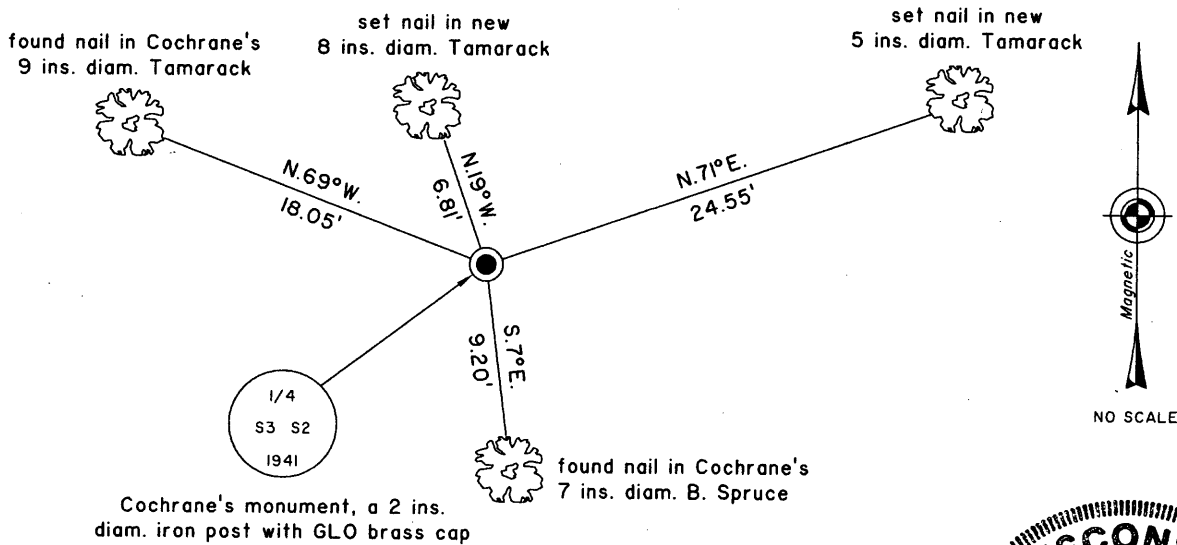 found nail in Cochrane's
9 ins. diam. Tamarack
set nail in new
8 ins. diam. Tamarack
set nail in new
5 ins. diam. Tamarack
N.69°W.
18.05'
N.19°W.
6.81'
N.71°E.
24.55'
S.7°E.
9.20'
Magnetic
NO SCALE
1/4
S3 S2
1941
Cochrane's monument, a 2 ins.
diam. iron post with GLO brass cap
found nail in Cochrane's
7 ins. diam. B. Spruce